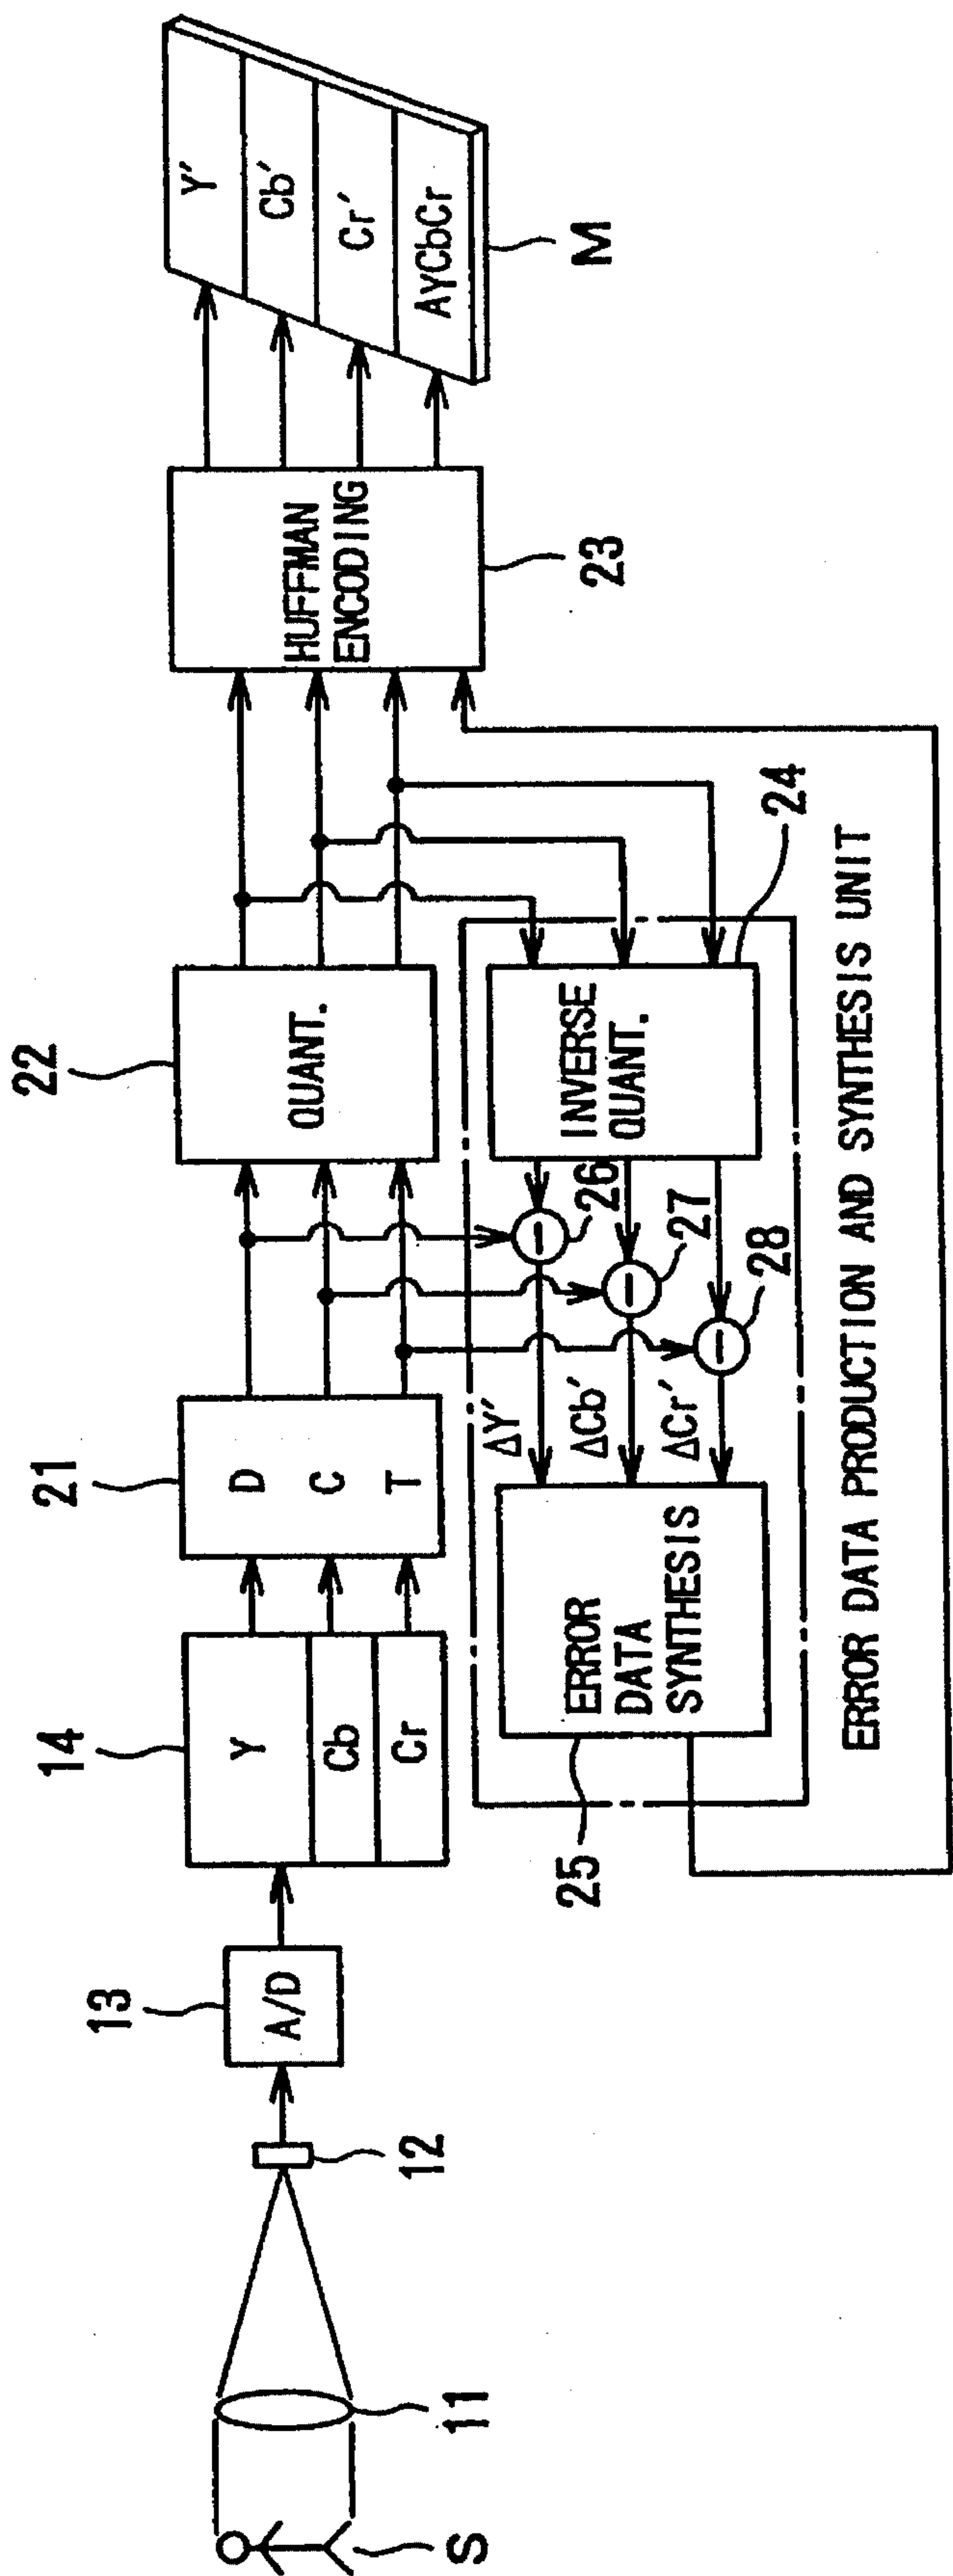 S
11
12
13
A/D
14
Y
Cb
Cr
21
D
C
T
22
QUANT.
HUFFMAN
ENCODING
23
Y′
Cb′
Cr′
AYCbCr
M
25
ERROR
DATA
SYNTHESIS
ΔY′
ΔCb′
ΔCr′
26
27
28
INVERSE
QUANT.
24
ERROR DATA PRODUCTION AND SYNTHESIS UNIT